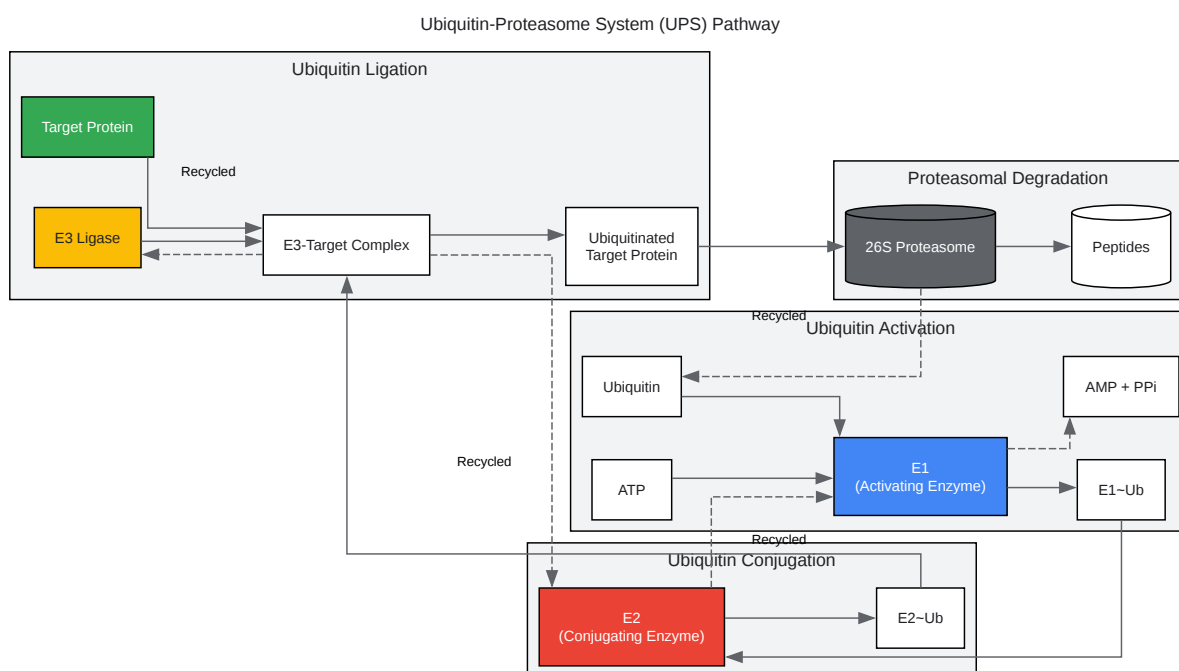 Ubiquitin-Proteasome System (UPS) Pathway
Ubiquitin Ligation
Target Protein
Recycled
E3 Ligase
E3-Target Complex
Ubiquitinated
Target Protein
Proteasomal Degradation
26S Proteasome
Peptides
Recycled
Ubiquitin Activation
Ubiquitin
AMP + PPi
Recycled
ATP
E1
(Activating Enzyme)
E1~Ub
Recycled
Ubiquitin Conjugation
E2
(Conjugating Enzyme)
E2~Ub